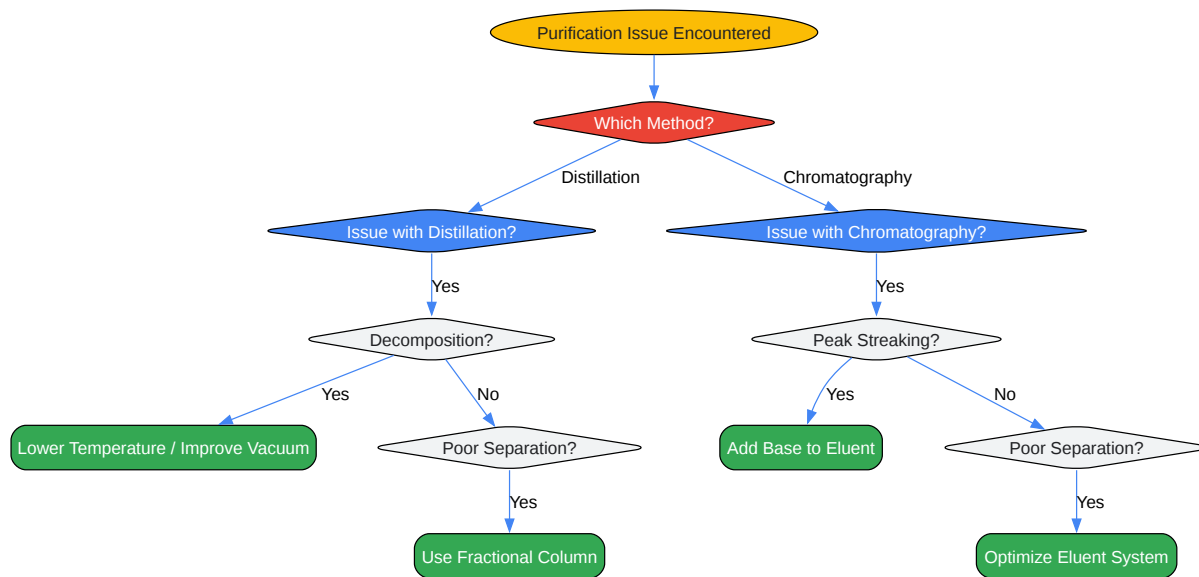 Purification Issue Encountered
Which Method?
Distillation
Chromatography
Issue with Distillation?
Issue with Chromatography?
Yes
Yes
Decomposition?
Peak Streaking?
Yes
No
Yes
No
Lower Temperature / Improve Vacuum
Poor Separation?
Add Base to Eluent
Poor Separation?
Yes
Yes
Use Fractional Column
Optimize Eluent System